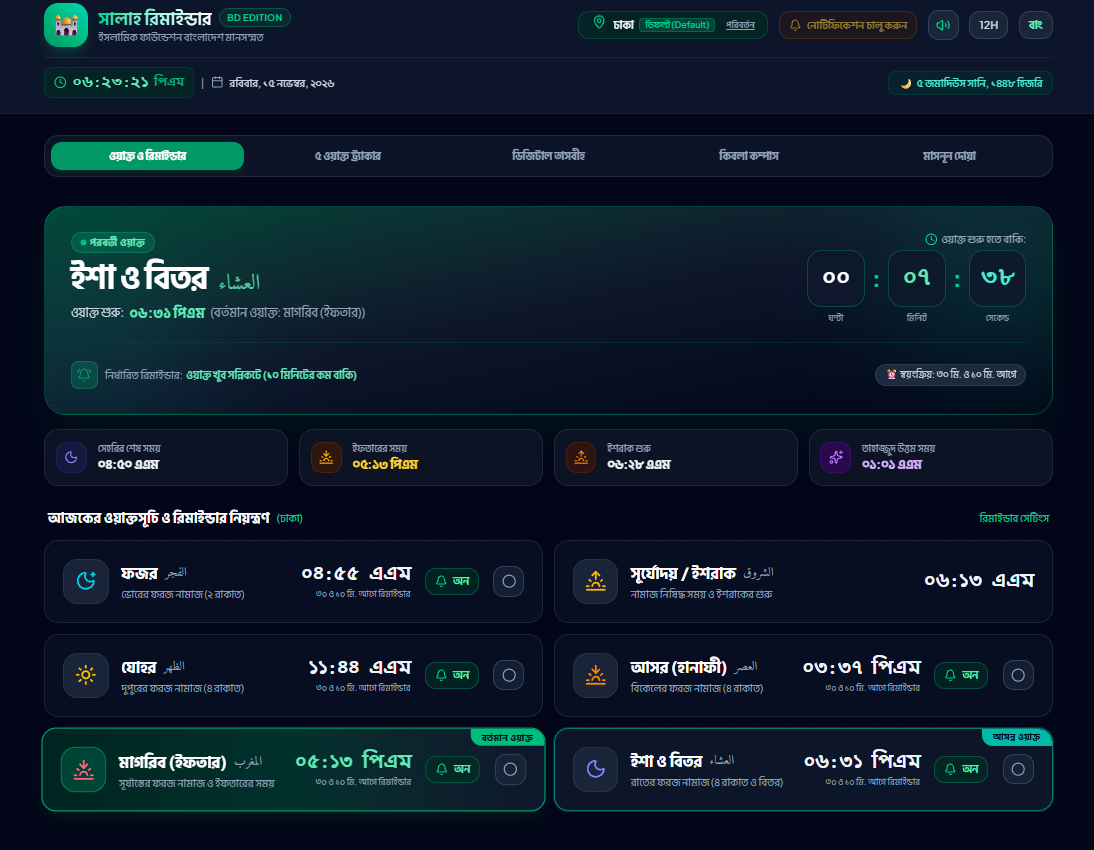 সালাহ রিমাইন্ডার BD EDITION
ইসলামিক ফাউন্ডেশন বাংলাদেশ মানসম্মত
ঢাকা ডিফল্ট (Default) পরিবর্তন
নোটিফিকেশন চালু করুন
12H
বাং
০৬:২৩:২১ পিএম | রবিবার, ১৫ নভেম্বর, ২০২৬
৫ জমাদিউস সানি, ১৪৪৮ হিজরি
ওয়াক্ত ও রিমাইন্ডার
৫ ওয়াক্ত ট্র্যাকার
ডিজিটাল তাসবীহ
কিবলা কম্পাস
মাসনূন দোয়া
পরবর্তী ওয়াক্ত
ইশা ও বিতর العشاء
ওয়াক্ত শুরু: ০৬:৩১ পিএম (বর্তমান ওয়াক্ত: মাগরিব (ইফতার))
ওয়াক্ত শুরু হতে বাকি:
০০ : ০৭ : ৩৮
ঘণ্টা মিনিট সেকেন্ড
নির্ধারিত রিমাইন্ডার: ওয়াক্ত খুব সন্নিকটে (১০ মিনিটের কম বাকি)
স্বয়ংক্রিয়: ৩০ মি. ও ১০ মি. আগে
সেহরির শেষ সময়
০৪:৫০ এএম
ইফতারের সময়
০৫:১৩ পিএম
ইশরাক শুরু
০৬:২৮ এএম
তাহাজ্জুদ উত্তম সময়
০১:০১ এএম
আজকের ওয়াক্তসূচি ও রিমাইন্ডার নিয়ন্ত্রণ (ঢাকা)
রিমাইন্ডার সেটিংস
ফজর الفجر
ভোরের ফরজ নামাজ (২ রাকাত)
০৪:৫৫ এএম
৩০ ও ১০ মি. আগে রিমাইন্ডার
অন
সূর্যোদয় / ইশরাক الشروق
নামাজ নিষিদ্ধ সময় ও ইশরাকের শুরু
০৬:১৩ এএম
যোহর الظهر
দুপুরের ফরজ নামাজ (৪ রাকাত)
১১:৪৪ এএম
৩০ ও ১০ মি. আগে রিমাইন্ডার
অন
আসর (হানাফী) العصر
বিকেলের ফরজ নামাজ (৪ রাকাত)
০৩:৩৭ পিএম
৩০ ও ১০ মি. আগে রিমাইন্ডার
অন
বর্তমান ওয়াক্ত
মাগরিব (ইফতার) المغرب
সূর্যাস্তের ফরজ নামাজ ও ইফতারের সময়
০৫:১৩ পিএম
৩০ ও ১০ মি. আগে রিমাইন্ডার
অন
আসন্ন ওয়াক্ত
ইশা ও বিতর العشاء
রাতের ফরজ নামাজ (৪ রাকাত ও বিতর)
০৬:৩১ পিএম
৩০ ও ১০ মি. আগে রিমাইন্ডার
অন